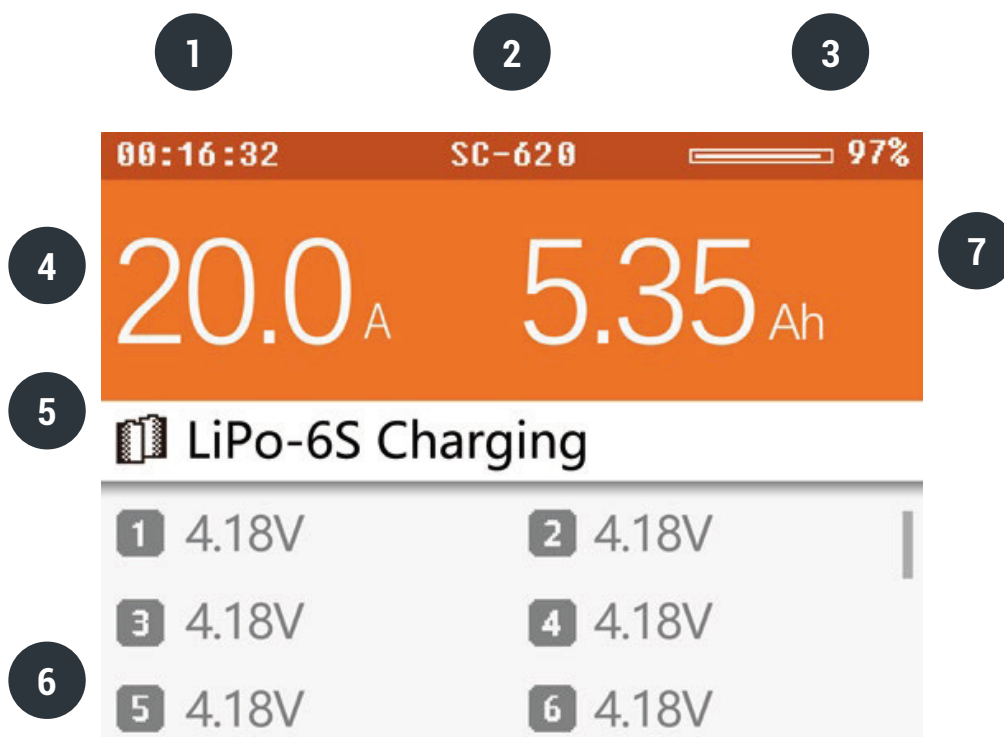 1 2 3
00:16:32 SC-620 97%
4 20.0A 5.35Ah 7
5
LiPo-6S Charging
1 4.18V 2 4.18V
3 4.18V 4 4.18V
6
5 4.18V 6 4.18V